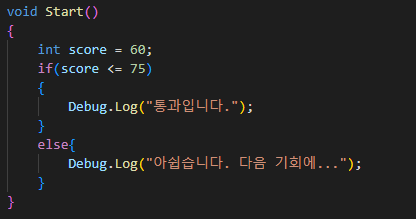 void Start()
{
    int score = 60;
    if(score <= 75)
    {
        Debug.Log("통과입니다.");
    }
    else{
        Debug.Log("아쉽습니다. 다음 기회에...");
    }
}